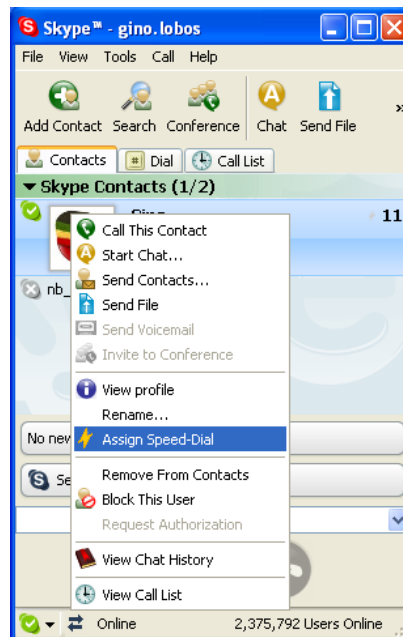 Skype™ - gino.lobos
File View Tools Call Help
Add Contact Search Conference Chat Send File
»
Contacts Dial Call List
Skype Contacts (1/2)
11
Call This Contact
Start Chat...
nb_
Send Contacts...
Send File
Send Voicemail
Invite to Conference
View profile
Rename...
No new
Assign Speed-Dial
Remove From Contacts
Block This User
Request Authorization
View Chat History
View Call List
Online 2,375,792 Users Online